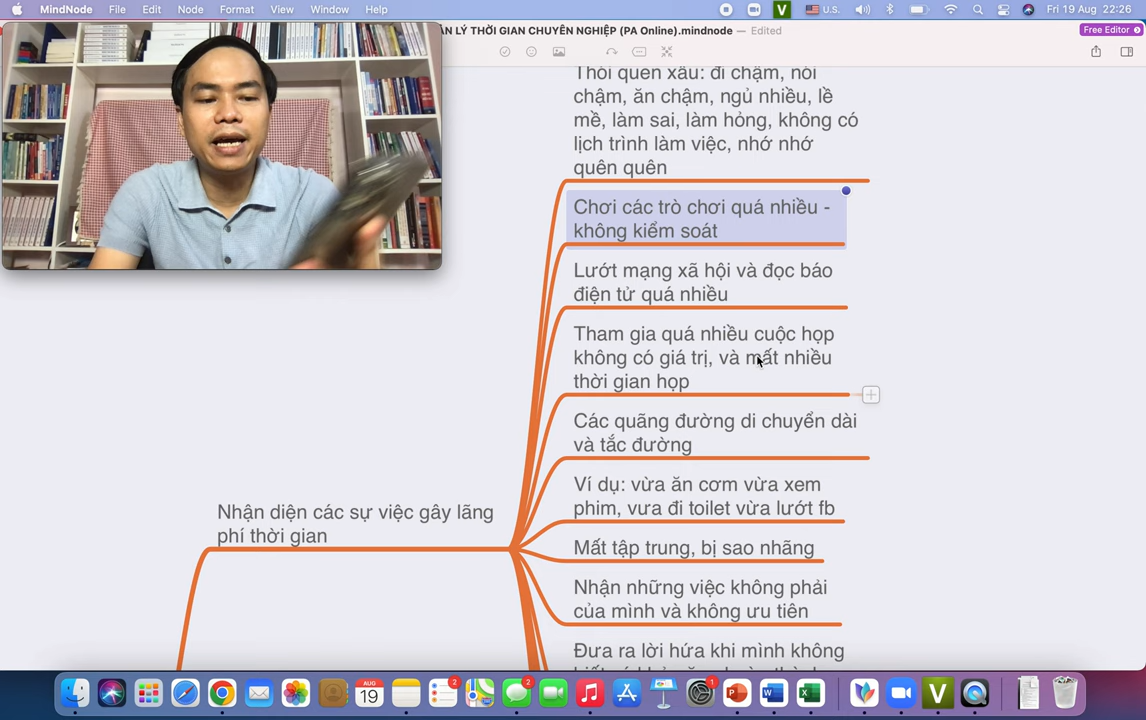 MindNode File Edit Node Format View Window Help
V U.S. Fri 19 Aug 22:26
ẢN LÝ THỜI GIAN CHUYÊN NGHIỆP (PA Online).mindnode — Edited
Free Editor
Thói quen xấu: đi chậm, nói
chậm, ăn chậm, ngủ nhiều, lề
mề, làm sai, làm hỏng, không có
lịch trình làm việc, nhớ nhớ
quên quên
Chơi các trò chơi quá nhiều -
không kiểm soát
Lướt mạng xã hội và đọc báo
điện tử quá nhiều
Tham gia quá nhiều cuộc họp
không có giá trị, và mất nhiều
thời gian họp
Các quãng đường di chuyển dài
và tắc đường
Ví dụ: vừa ăn cơm vừa xem
phim, vưa đi toilet vừa lướt fb
Nhận diện các sự việc gây lãng
phí thời gian
Mất tập trung, bị sao nhãng
Nhận những việc không phải
của mình và không ưu tiên
Đưa ra lời hứa khi mình không
AUG
19
2
2
1
P
W
X
V